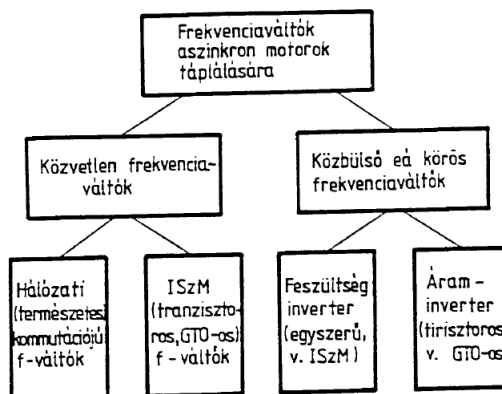 Frekvenciaváltók
aszinkron motorok
táplálására
Közvetlen frekvencia-
váltók
Közbülső eá körös
frekvenciaváltók
Hálózati
(természetes)
kommutációjú
f-váltók
ISzM
(tranziszto-
ros,GTO-os)
f-váltók
Feszültség
inverter
(egyszerű,
v. ISzM)
Áram-
inverter
(tirisztoros
v. GTO-os)